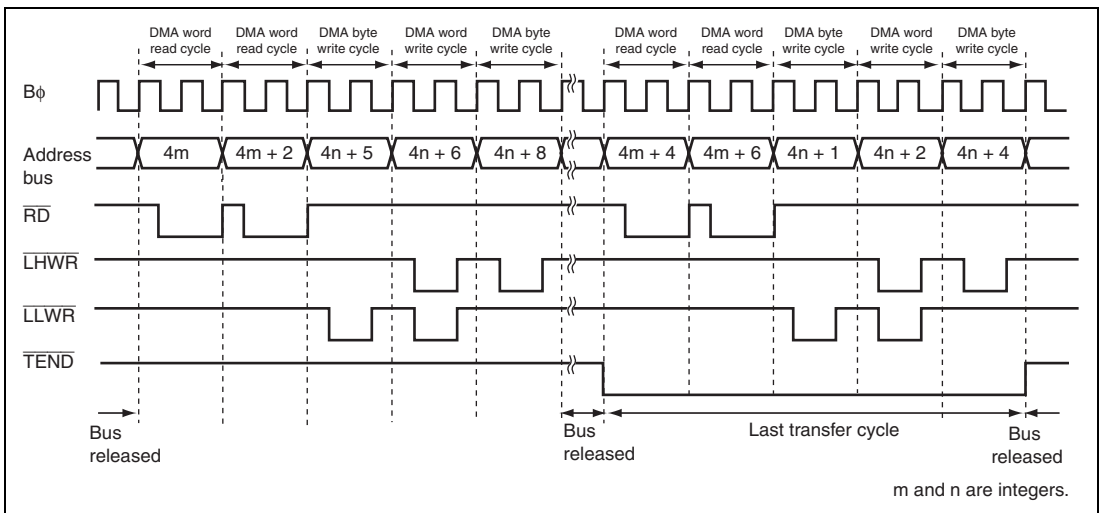 DMA word read cycle
DMA word read cycle
DMA byte write cycle
DMA word write cycle
DMA byte write cycle
DMA word read cycle
DMA word read cycle
DMA byte write cycle
DMA word write cycle
DMA byte write cycle
Bϕ
Address bus
4m
4m + 2
4n + 5
4n + 6
4n + 8
4m + 4
4m + 6
4n + 1
4n + 2
4n + 4
RD
LHWR
LLWR
TEND
Bus released
Bus released
Last transfer cycle
Bus released
m and n are integers.